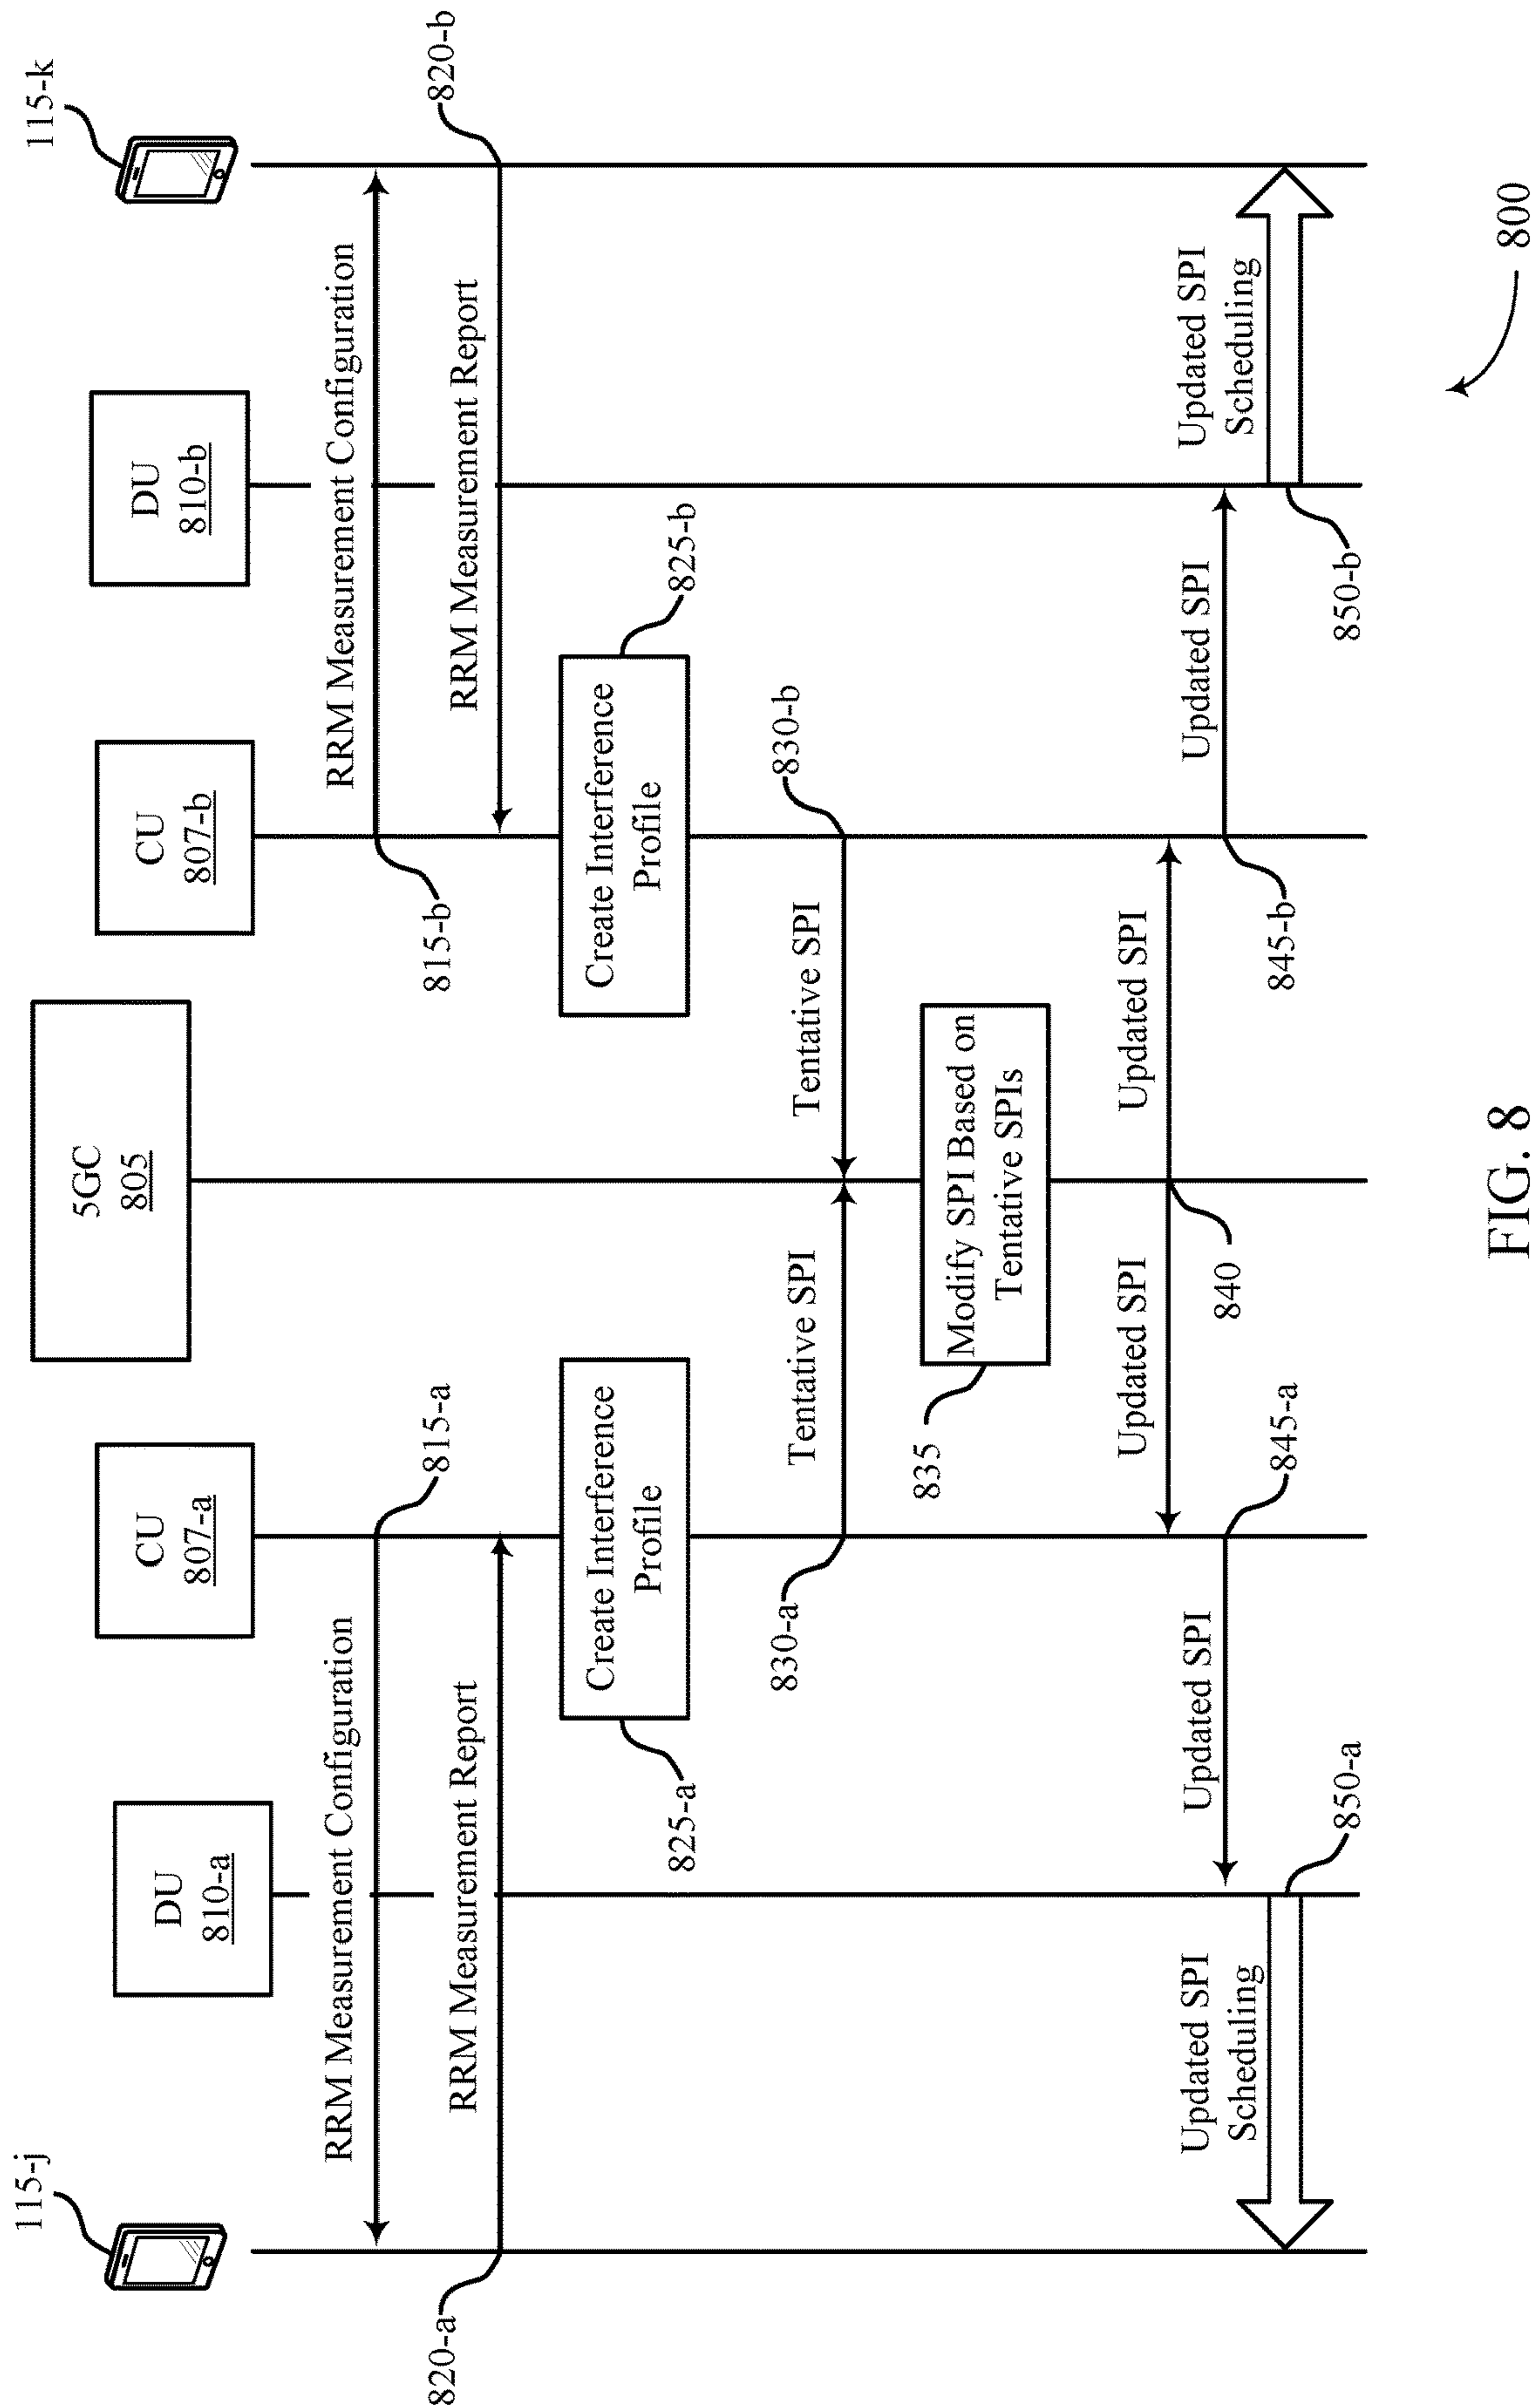 115-j
DU
810-a
CU
807-a
5GC
805
CU
807-b
DU
810-b
115-k
RRM Measurement Configuration
815-a
815-b
RRM Measurement Configuration
820-a
RRM Measurement Report
RRM Measurement Report
820-b
825-a
Create Interference
Profile
Create Interference
Profile
825-b
830-a
Tentative SPI
Tentative SPI
830-b
835
Modify SPI Based on
Tentative SPIs
Updated SPI
840
Updated SPI
Updated SPI
845-a
845-b
Updated SPI
Updated SPI
Scheduling
850-a
850-b
Updated SPI
Scheduling
800
FIG. 8